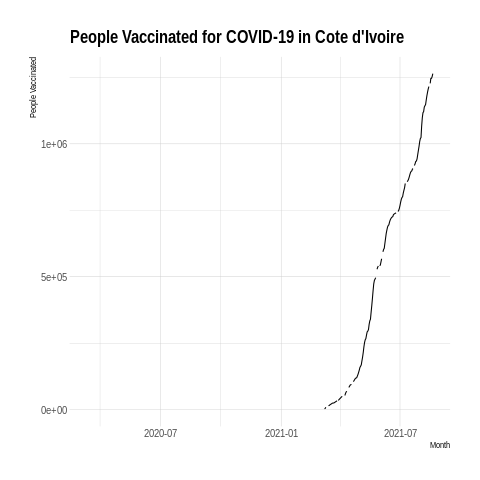 People Vaccinated for COVID-19 in Cote d'Ivoire
People Vaccinated
1e+06
5e+05
0e+00
2020-07 2021-01 2021-07
Month